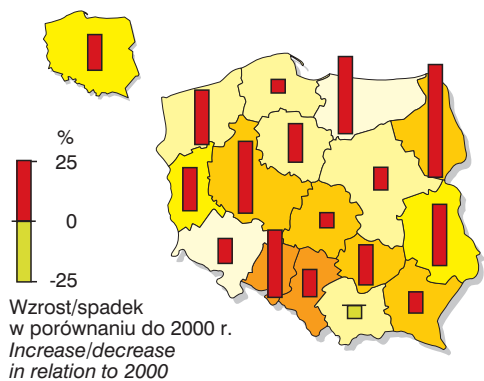 %
25
0
-25
Wzrost/spadek
w porównaniu do 2000 r.
Increase/decrease
in relation to 2000